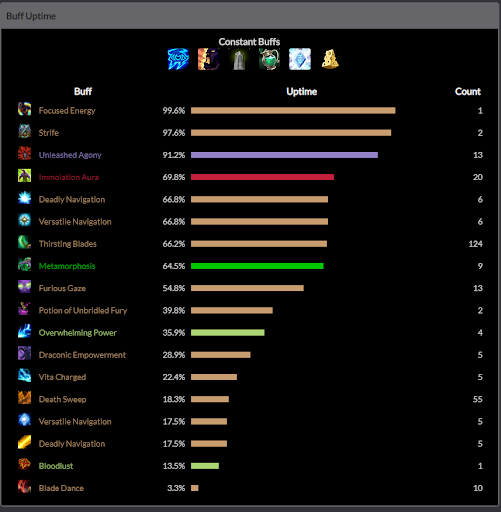 Buff Uptime
Constant Buffs
Buff Uptime Count
Focused Energy 99.6% 1
Strife 97.6% 2
Unleashed Agony 91.2% 13
Immolation Aura 69.8% 20
Deadly Navigation 66.8% 6
Versatile Navigation 66.8% 6
Thirsting Blades 66.2% 124
Metamorphosis 64.5% 9
Furious Gaze 54.8% 13
Potion of Unbridled Fury 39.8% 2
Overwhelming Power 35.9% 4
Draconic Empowerment 28.9% 5
Vita Charged 22.4% 5
Death Sweep 18.3% 55
Versatile Navigation 17.5% 5
Deadly Navigation 17.5% 5
Bloodlust 13.5% 1
Blade Dance 3.3% 10